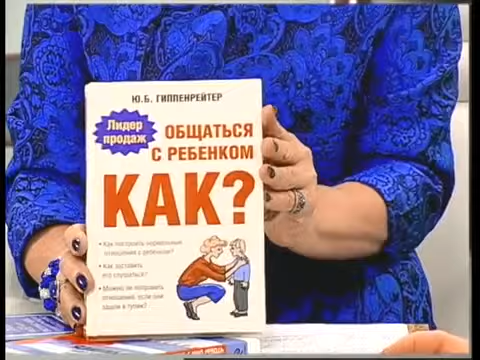 Ю.Б. ГИППЕНРЕЙТЕР
Лидер
продаж
ОБЩАТЬСЯ
С РЕБЕНКОМ
КАК?
• Как построить нормальные
отношения с ребенком?
• Как заставить
его слушаться?
• Можно ли поправить
отношения, если они
зашли в тупик?